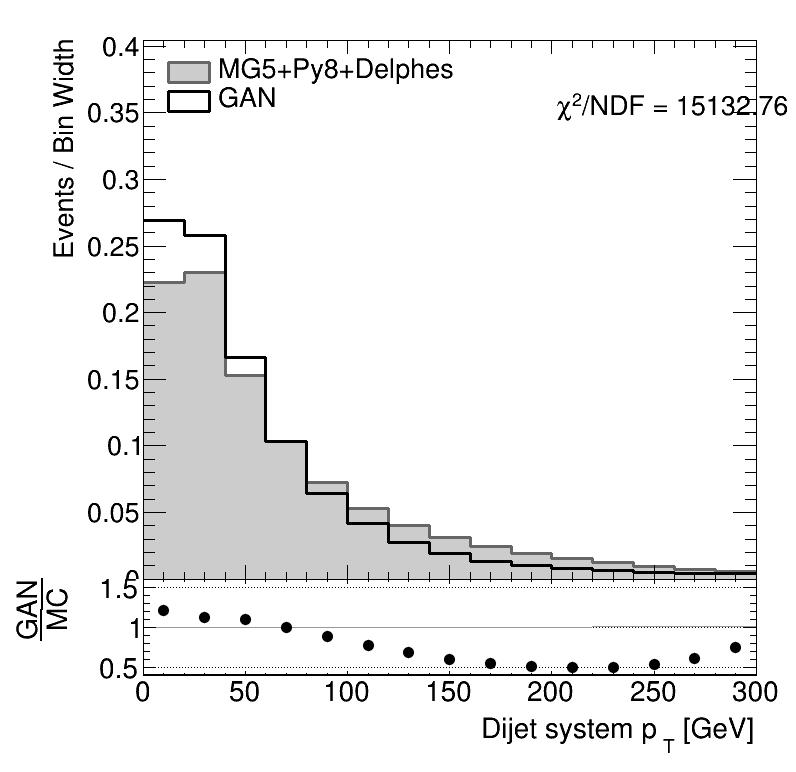 Events / Bin Width
0.4
MG5+Py8+Delphes
GAN
χ²/NDF = 15132.76
0.35
0.3
0.25
0.2
0.15
0.1
0.05
0
GAN
MC
1.5
1
0.5
0 50 100 150 200 250 300
Dijet system p_T [GeV]